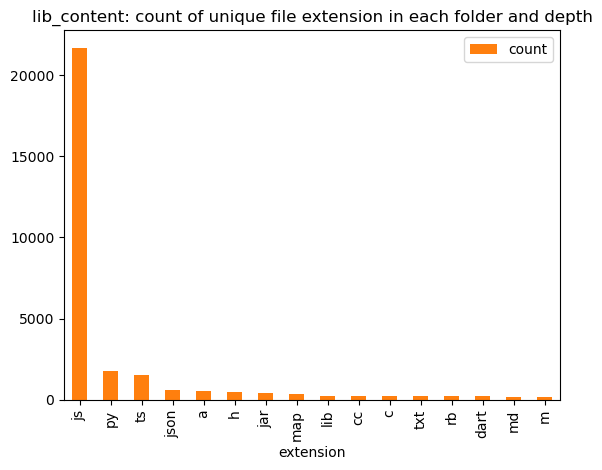 lib_content: count of unique file extension in each folder and depth
count
20000
15000
10000
5000
0
js
py
ts
json
a
h
jar
map
lib
cc
c
txt
rb
dart
md
m
extension